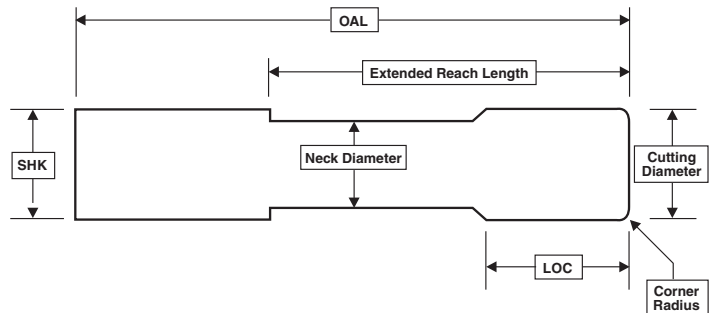 OAL
Extended Reach Length
SHK
Neck Diameter
Cutting
Diameter
LOC
Corner
Radius